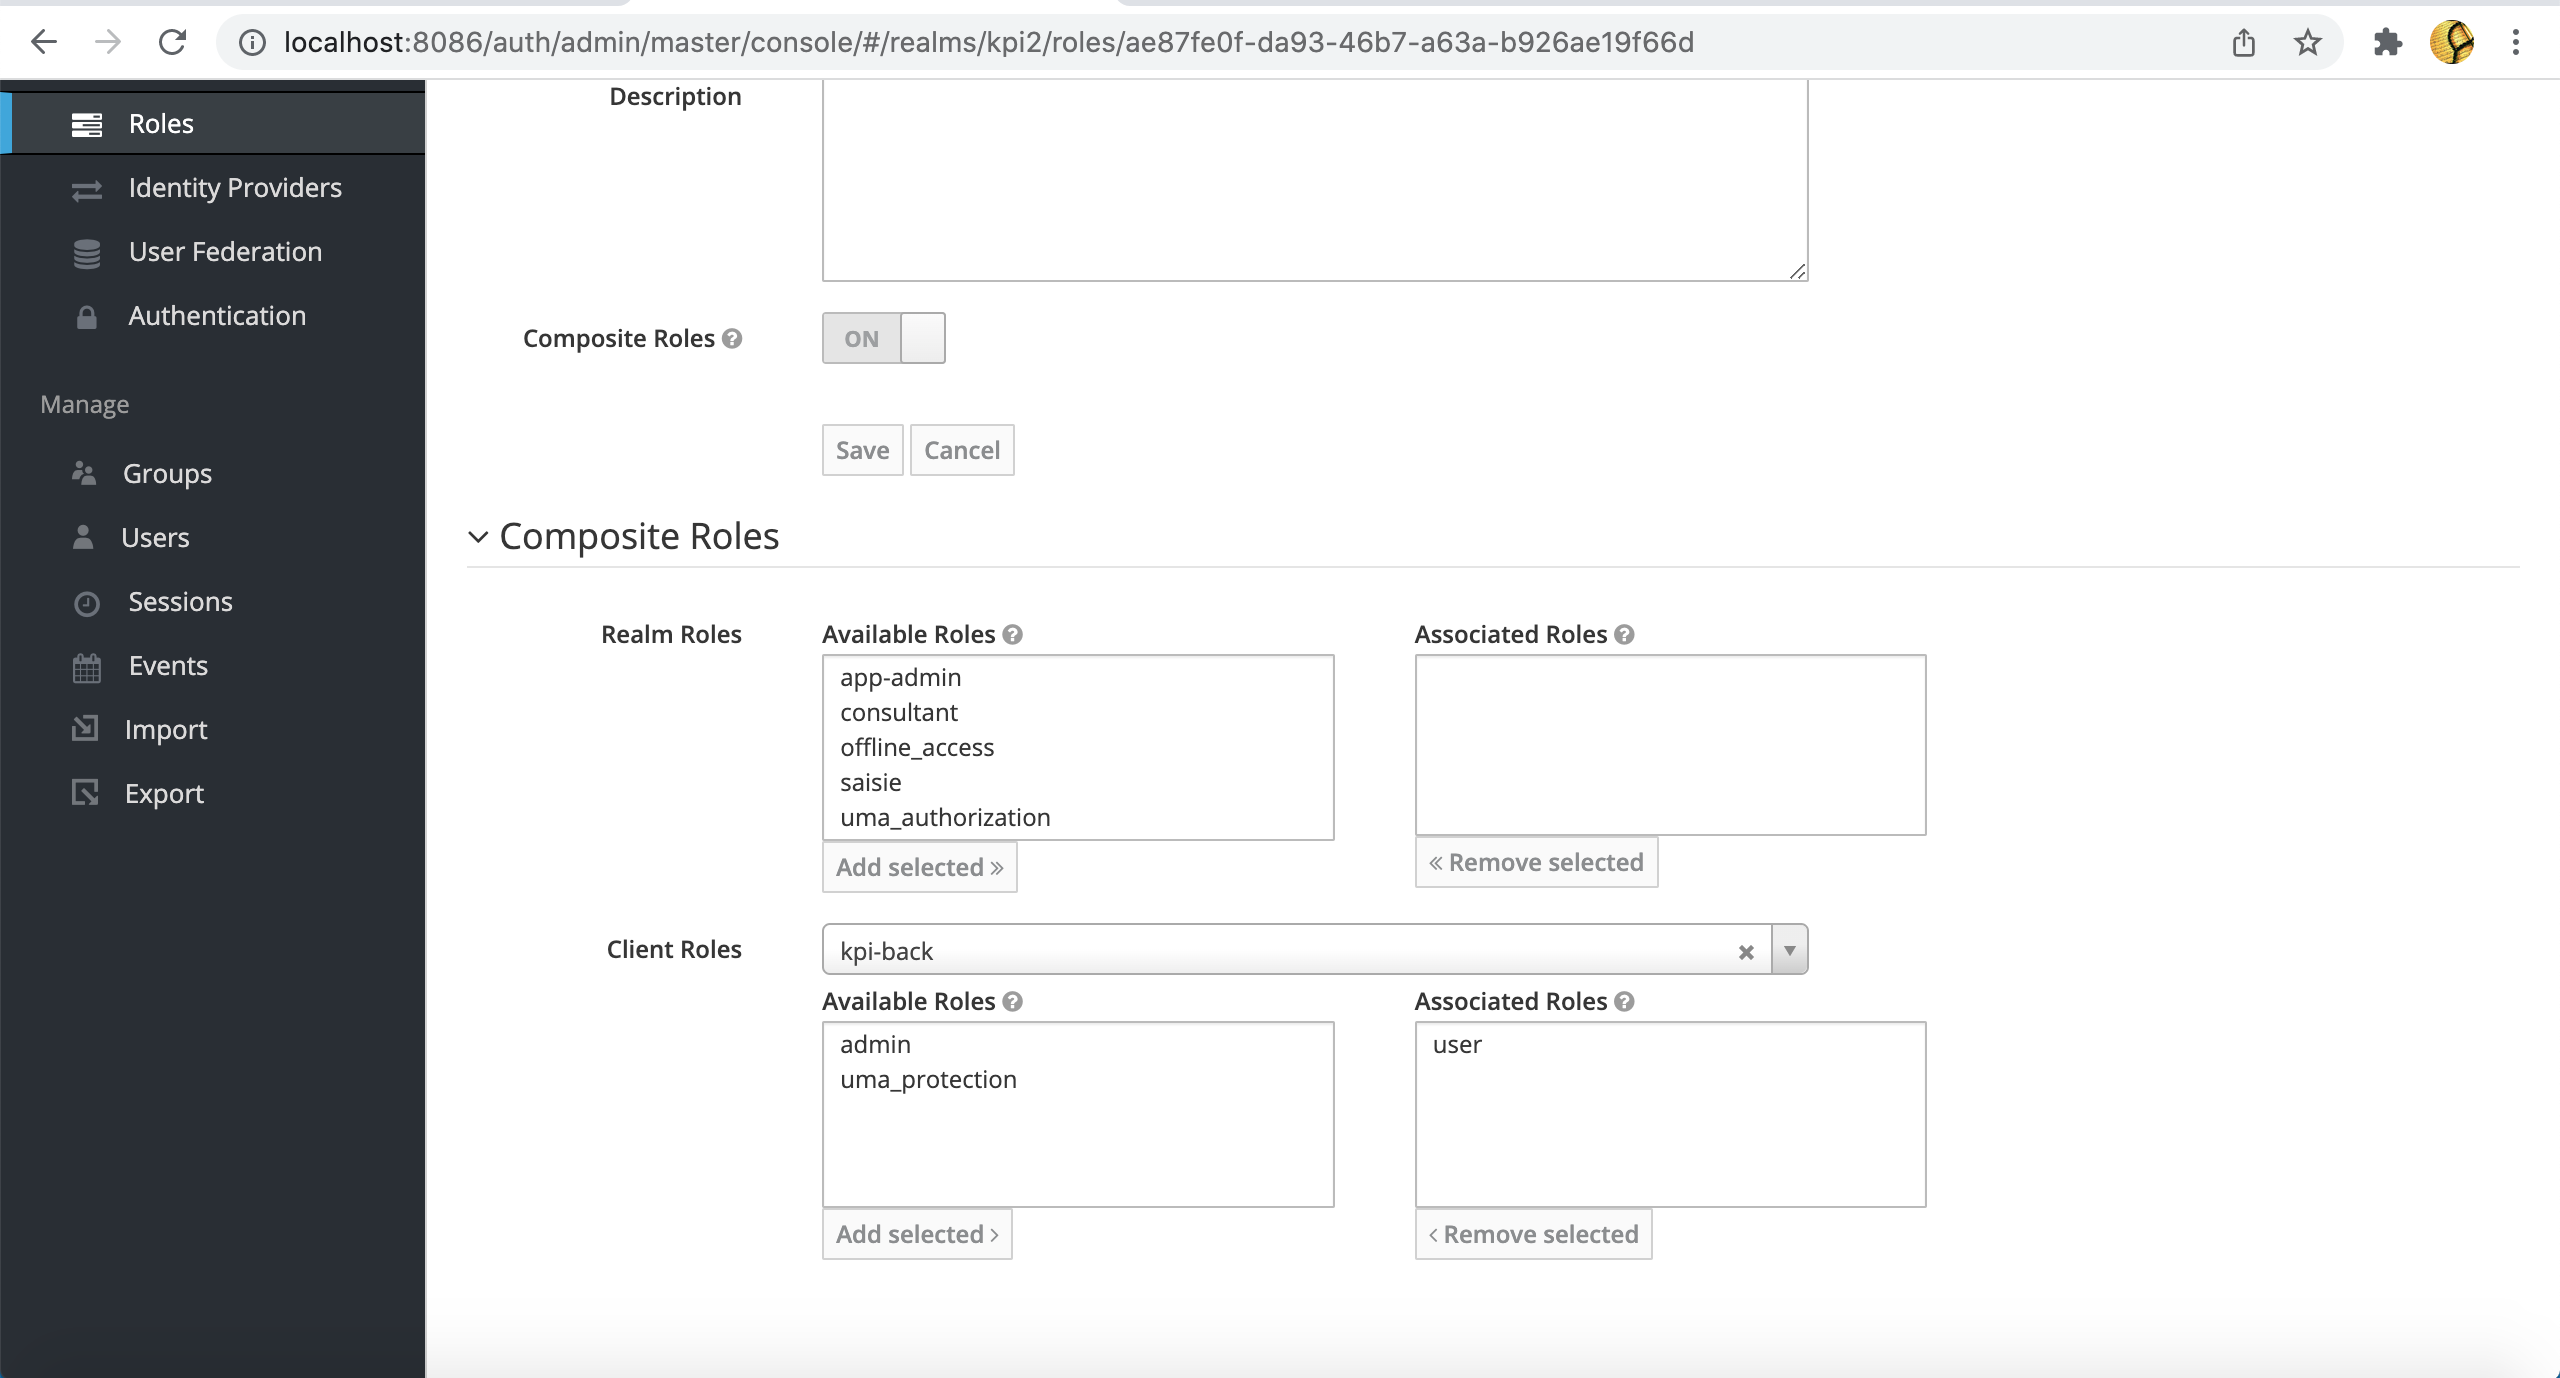 localhost:8086/auth/admin/master/console/#/realms/kpi2/roles/ae87fe0f-da93-46b7-a63a-b926ae19f66d
Roles
Identity Providers
User Federation
Authentication
Manage
Groups
Users
Sessions
Events
Import
Export
Description
Composite Roles
ON
Save Cancel
Composite Roles
Realm Roles
Available Roles
app-admin
consultant
offline_access
saisie
uma_authorization
Add selected »
Associated Roles
« Remove selected
Client Roles
kpi-back
Available Roles
admin
uma_protection
Add selected ›
Associated Roles
user
‹ Remove selected